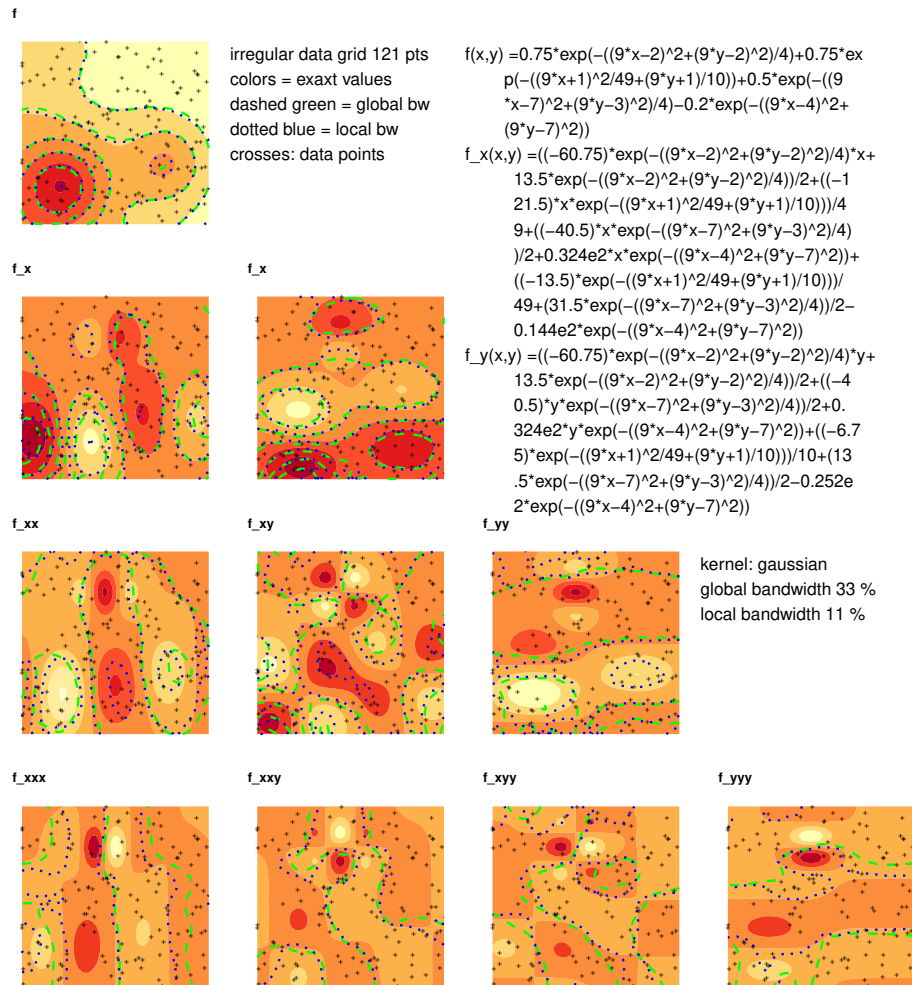 f
irregular data grid 121 pts
colors = exaxt values
dashed green = global bw
dotted blue = local bw
crosses: data points
f(x,y) =0.75*exp(−((9*x−2)^2+(9*y−2)^2)/4)+0.75*ex
p(−((9*x+1)^2/49+(9*y+1)/10))+0.5*exp(−((9
*x−7)^2+(9*y−3)^2)/4)−0.2*exp(−((9*x−4)^2+
(9*y−7)^2))
f_x(x,y) =((−60.75)*exp(−((9*x−2)^2+(9*y−2)^2)/4)*x+
13.5*exp(−((9*x−2)^2+(9*y−2)^2)/4))/2+((−1
21.5)*x*exp(−((9*x+1)^2/49+(9*y+1)/10)))/4
9+((−40.5)*x*exp(−((9*x−7)^2+(9*y−3)^2)/4)
)/2+0.324e2*x*exp(−((9*x−4)^2+(9*y−7)^2))+
((−13.5)*exp(−((9*x+1)^2/49+(9*y+1)/10)))/
49+(31.5*exp(−((9*x−7)^2+(9*y−3)^2)/4))/2−
0.144e2*exp(−((9*x−4)^2+(9*y−7)^2))
f_y(x,y) =((−60.75)*exp(−((9*x−2)^2+(9*y−2)^2)/4)*y+
13.5*exp(−((9*x−2)^2+(9*y−2)^2)/4))/2+((−4
0.5)*y*exp(−((9*x−7)^2+(9*y−3)^2)/4))/2+0.
324e2*y*exp(−((9*x−4)^2+(9*y−7)^2))+((−6.7
5)*exp(−((9*x+1)^2/49+(9*y+1)/10)))/10+(13
.5*exp(−((9*x−7)^2+(9*y−3)^2)/4))/2−0.252e
2*exp(−((9*x−4)^2+(9*y−7)^2))
f_x
f_x
f_xx
f_xy
f_yy
kernel: gaussian
global bandwidth 33 %
local bandwidth 11 %
f_xxx
f_xxy
f_xyy
f_yyy